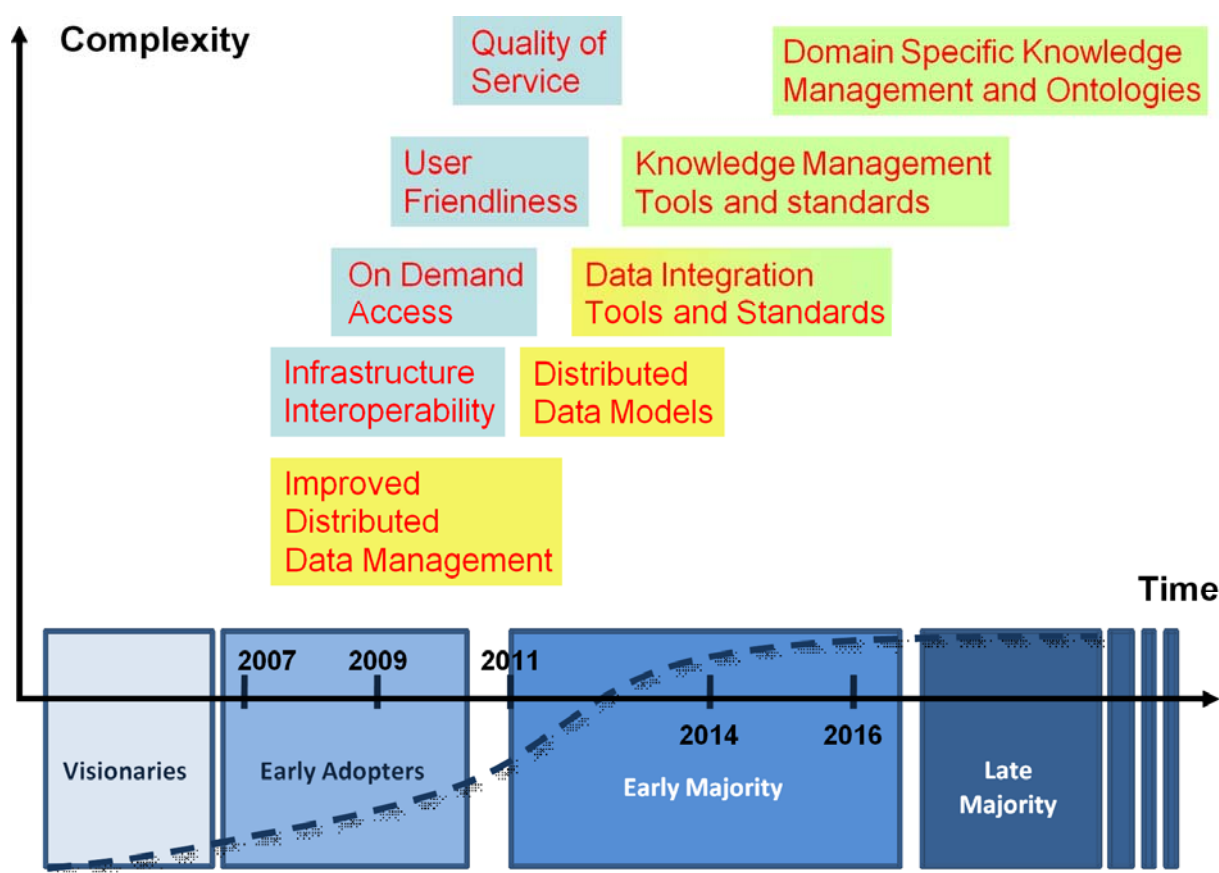 Complexity
Quality of
Service
Domain Specific Knowledge
Management and Ontologies
User
Friendliness
Knowledge Management
Tools and standards
On Demand
Access
Data Integration
Tools and Standards
Infrastructure
Interoperability
Distributed
Data Models
Improved
Distributed
Data Management
Time
2007
2009
2011
2014
2016
Visionaries
Early Adopters
Early Majority
Late
Majority